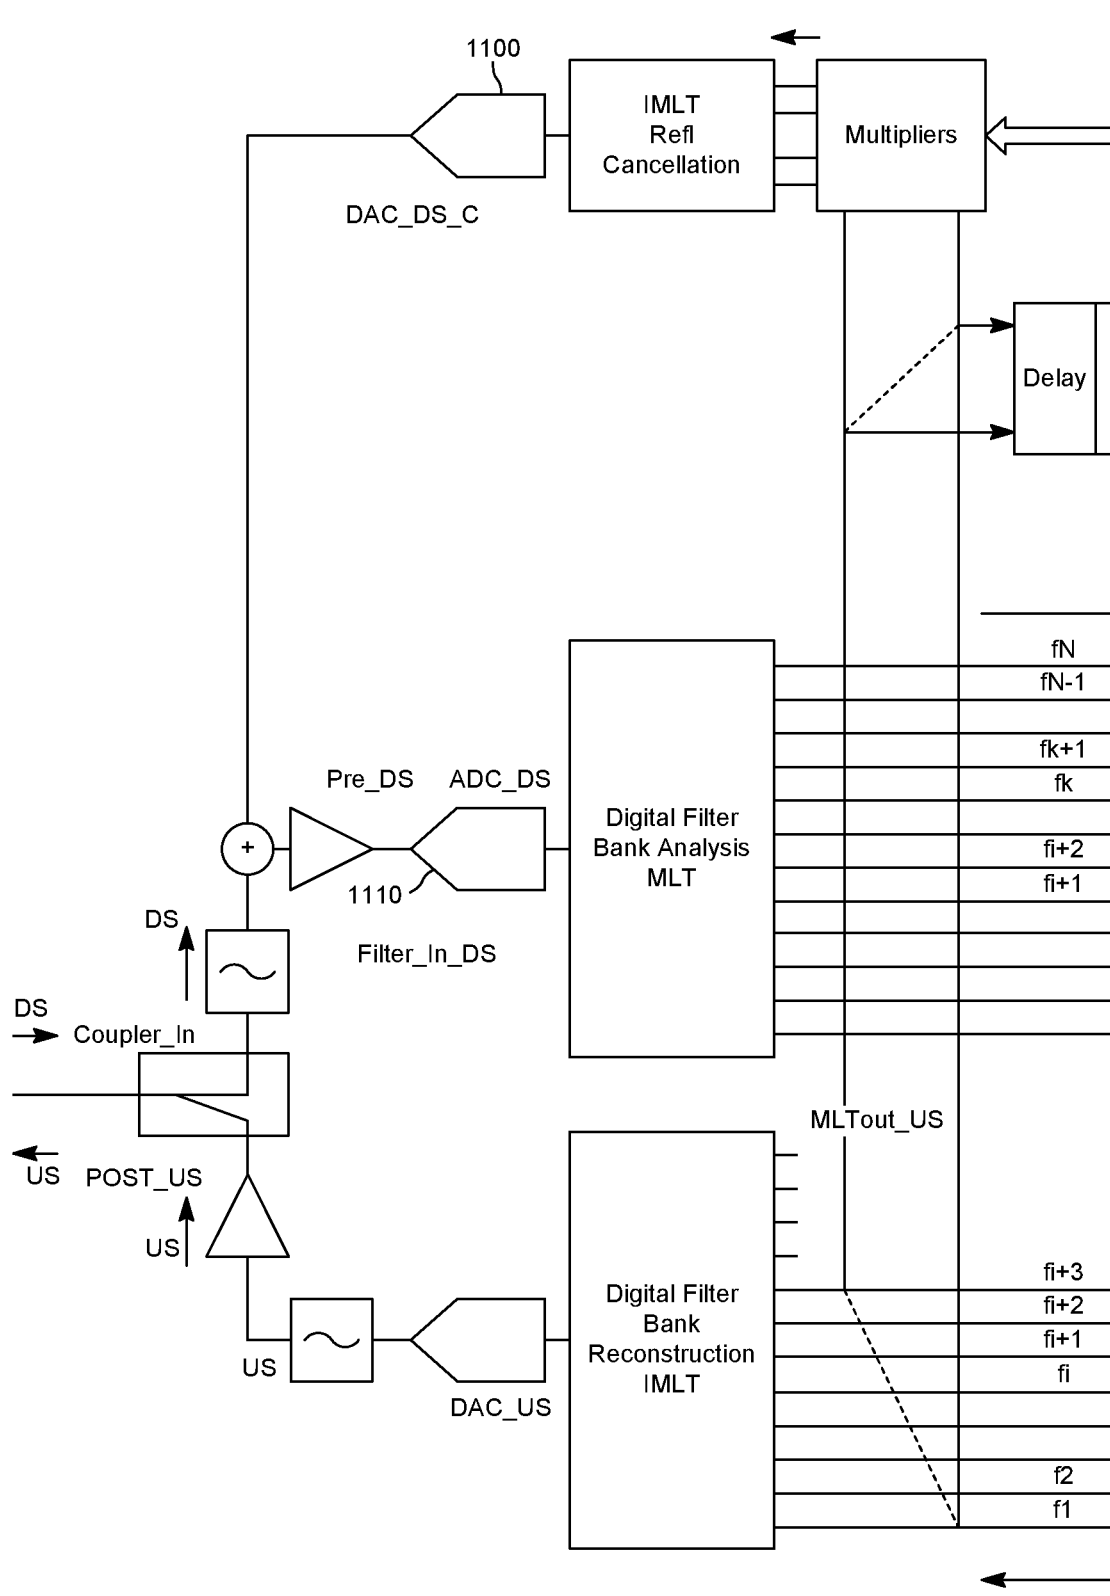 1100
IMLT
Refl
Cancellation
Multipliers
DAC_DS_C
Delay
fN
fN-1
fk+1
fk
fi+2
fi+1
Pre_DS
ADC_DS
Digital Filter
Bank Analysis
MLT
+
1110
DS
Filter_In_DS
DS
Coupler_In
MLTout_US
US
POST_US
US
fi+3
fi+2
fi+1
fi
f2
f1
Digital Filter
Bank
Reconstruction
IMLT
US
DAC_US